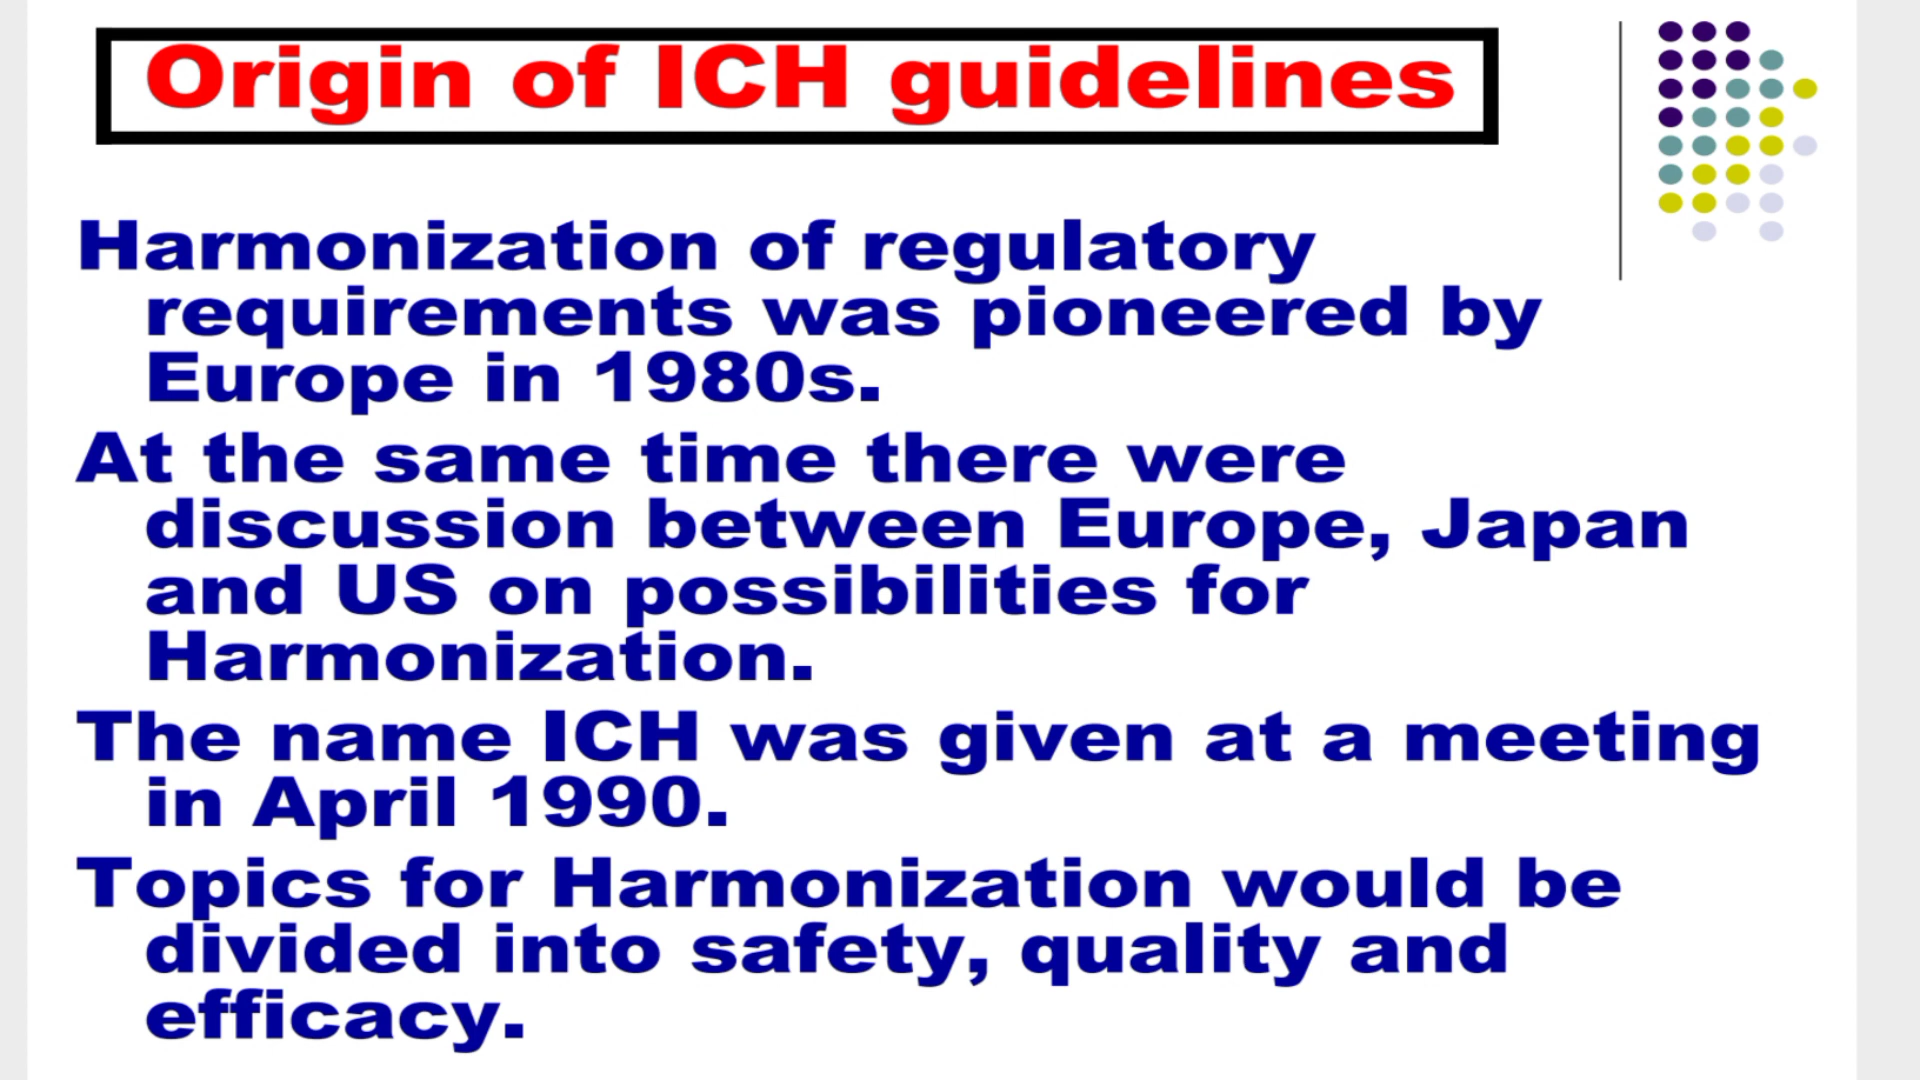 Origin of ICH guidelines
Harmonization of regulatory
requirements was pioneered by
Europe in 1980s.
At the same time there were
discussion between Europe, Japan
and US on possibilities for
Harmonization.
The name ICH was given at a meeting
in April 1990.
Topics for Harmonization would be
divided into safety, quality and
efficacy.